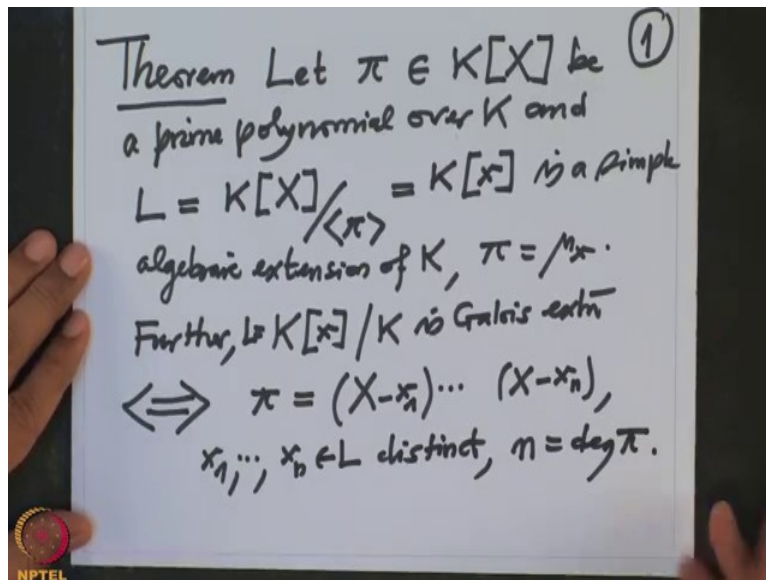 Theorem Let π ∈ K[X] be ①
a prime polynomial over K and
L = K[X]/<π> = K[x] is a simple
algebraic extension of K, π = μx.
Further, L=K[x]/K is Galois extn
⇔ π = (X-x1)... (X-xn),
x1,..., xn ∈ L distinct, n = deg π.
NPTEL